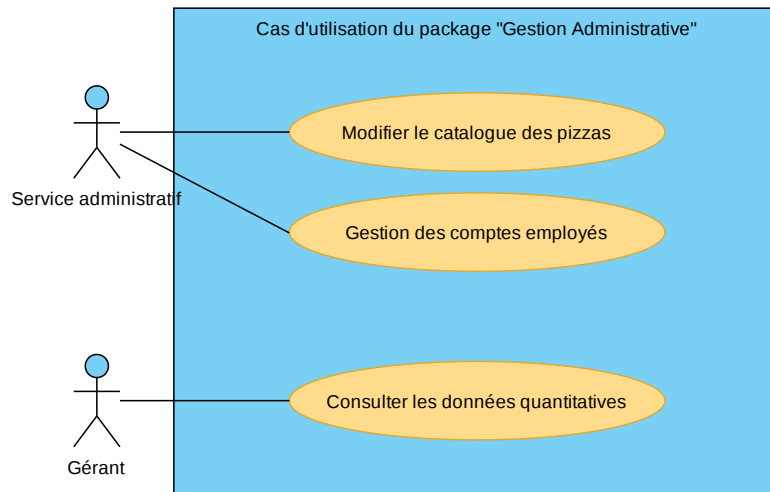 Cas d'utilisation du package "Gestion Administrative"
Modifier le catalogue des pizzas
Service administratif
Gestion des comptes employés
Consulter les données quantitatives
Gérant